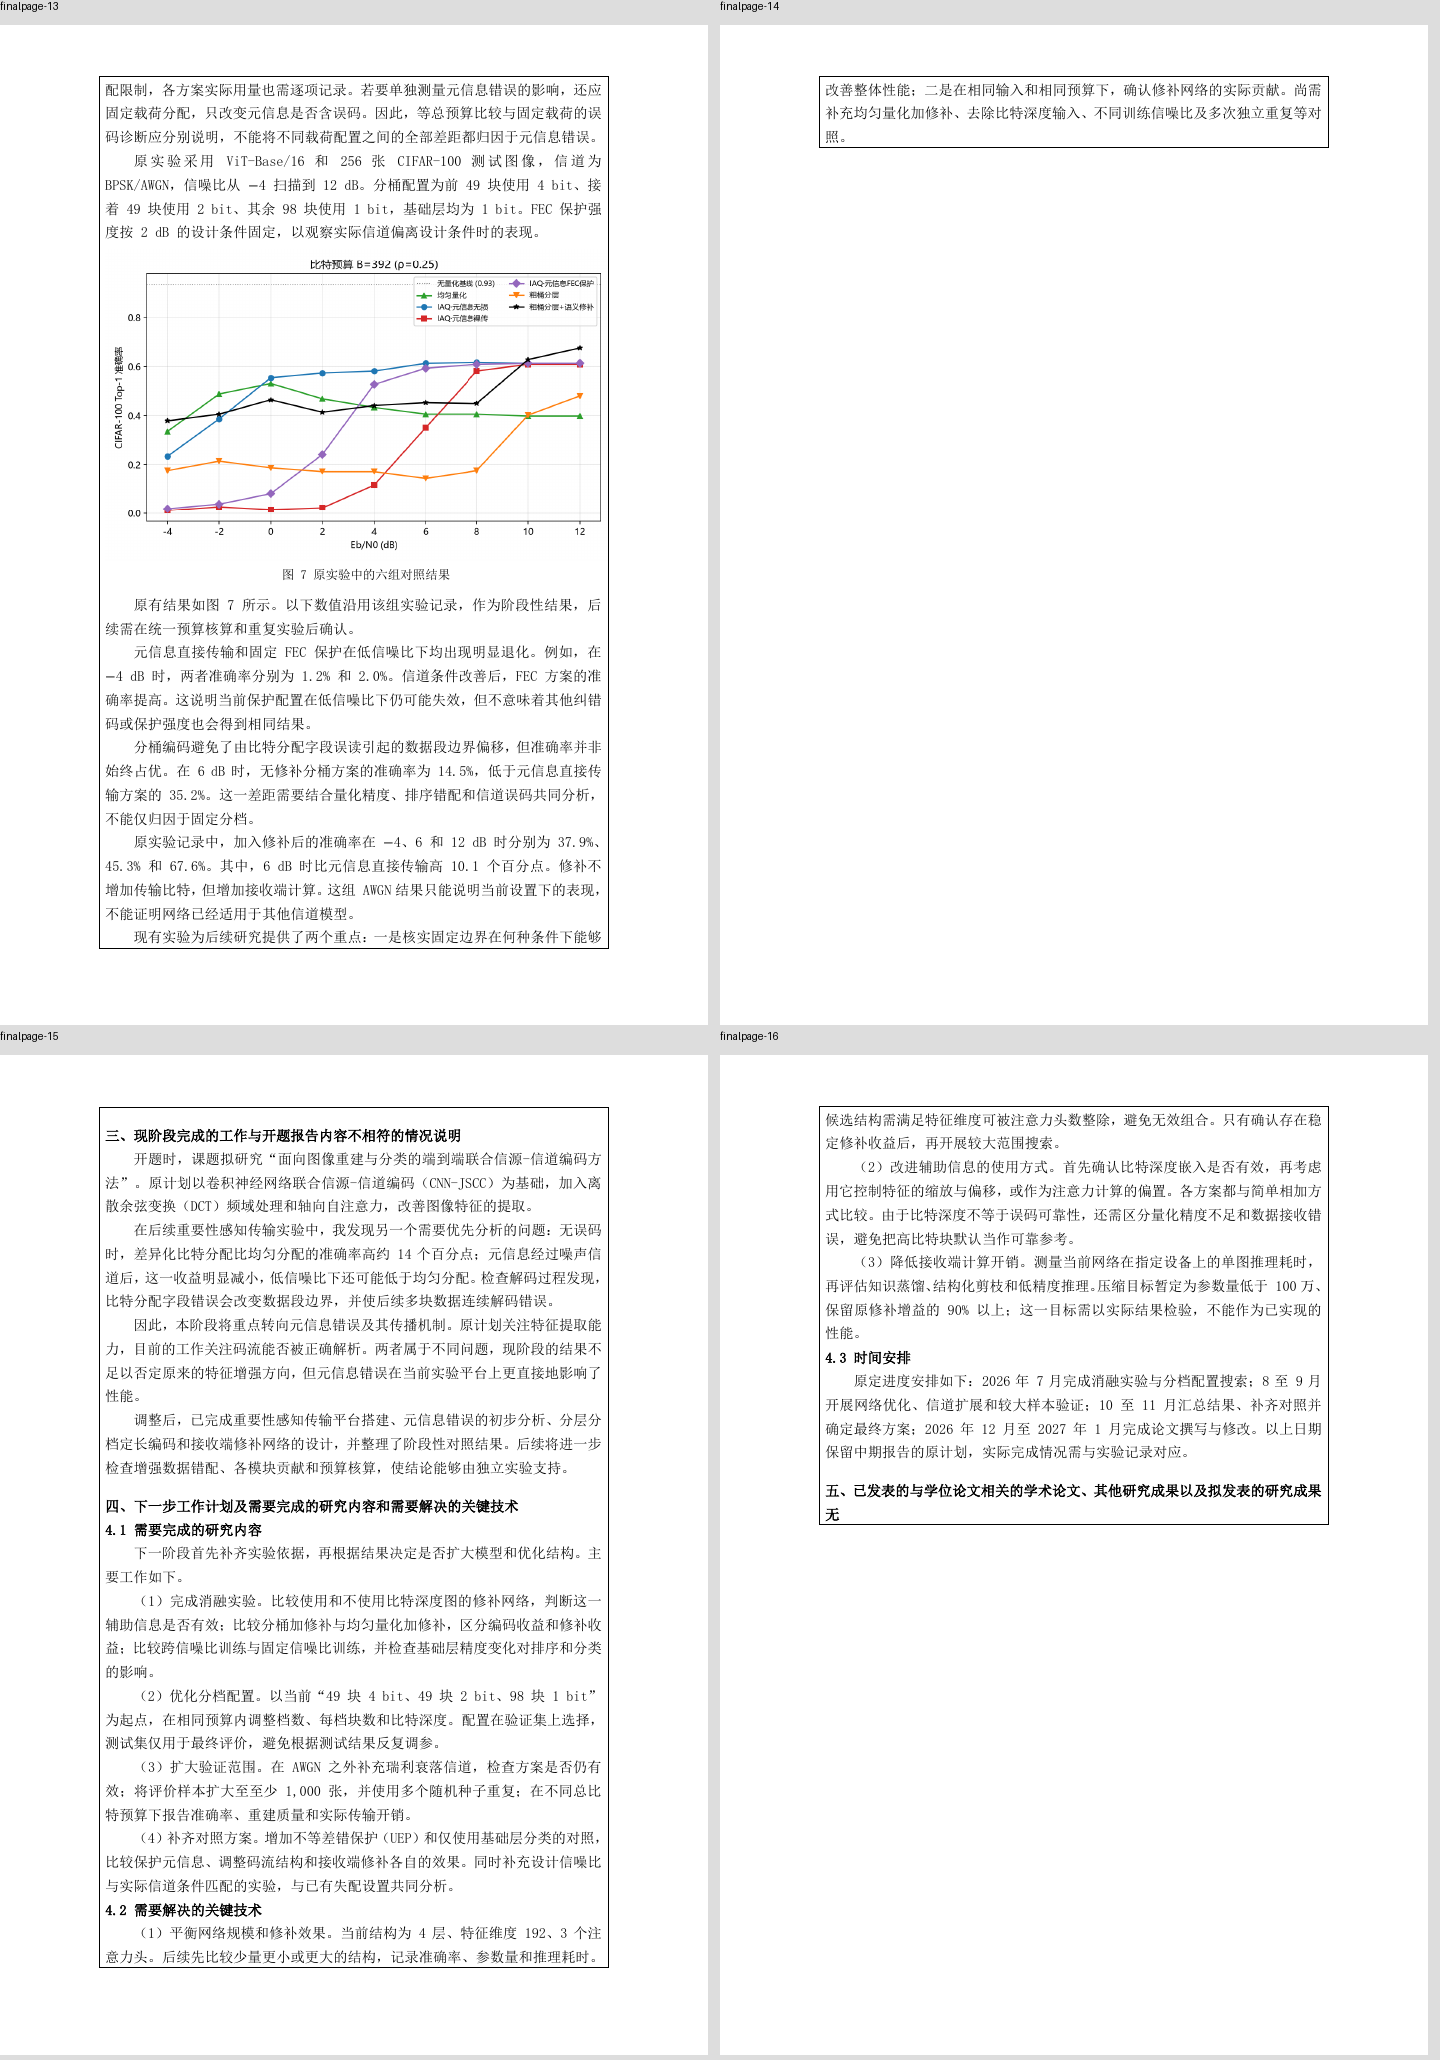 finalpage-13
配限制，各方案实际用量也需逐项记录。若要单独测量元信息错误的影响，还应
固定载荷分配，只改变元信息是否含误码。因此，等总预算比较与固定载荷的误
码诊断应分别说明，不能将不同载荷配置之间的全部差距都归因于元信息错误。
原实验采用 ViT-Base/16 和 256 张 CIFAR-100 测试图像，信道为
BPSK/AWGN，信噪比从 −4 扫描到 12 dB。分桶配置为前 49 块使用 4 bit、接
着 49 块使用 2 bit、其余 98 块使用 1 bit，基础层均为 1 bit。FEC 保护强
度按 2 dB 的设计条件固定，以观察实际信道偏离设计条件时的表现。
比特预算 B=392 (ρ=0.25)
无量化基线 (0.93)
均匀量化
IAQ·元信息无损
IAQ·元信息裸传
IAQ·元信息FEC保护
粗桶分层
粗桶分层+语义修补
CIFAR-100 Top-1 准确率
0.8
0.6
0.4
0.2
0.0
-4 -2 0 2 4 6 8 10 12
Eb/N0 (dB)
图 7 原实验中的六组对照结果
原有结果如图 7 所示。以下数值沿用该组实验记录，作为阶段性结果，后
续需在统一预算核算和重复实验后确认。
元信息直接传输和固定 FEC 保护在低信噪比下均出现明显退化。例如，在
−4 dB 时，两者准确率分别为 1.2% 和 2.0%。信道条件改善后，FEC 方案的准
确率提高。这说明当前保护配置在低信噪比下仍可能失效，但不意味着其他纠错
码或保护强度也会得到相同结果。
分桶编码避免了由比特分配字段误读引起的数据段边界偏移，但准确率并非
始终占优。在 6 dB 时，无修补分桶方案的准确率为 14.5%，低于元信息直接传
输方案的 35.2%。这一差距需要结合量化精度、排序错配和信道误码共同分析，
不能仅归因于固定分档。
原实验记录中，加入修补后的准确率在 −4、6 和 12 dB 时分别为 37.9%、
45.3% 和 67.6%。其中，6 dB 时比元信息直接传输高 10.1 个百分点。修补不
增加传输比特，但增加接收端计算。这组 AWGN 结果只能说明当前设置下的表现，
不能证明网络已经适用于其他信道模型。
现有实验为后续研究提供了两个重点：一是核实固定边界在何种条件下能够
finalpage-14
改善整体性能；二是在相同输入和相同预算下，确认修补网络的实际贡献。尚需
补充均匀量化加修补、去除比特深度输入、不同训练信噪比及多次独立重复等对
照。
finalpage-15
三、现阶段完成的工作与开题报告内容不相符的情况说明
开题时，课题拟研究“面向图像重建与分类的端到端联合信源-信道编码方
法”。原计划以卷积神经网络联合信源-信道编码（CNN-JSCC）为基础，加入离
散余弦变换（DCT）频域处理和轴向自注意力，改善图像特征的提取。
在后续重要性感知传输实验中，我发现另一个需要优先分析的问题：无误码
时，差异化比特分配比均匀分配的准确率高约 14 个百分点；元信息经过噪声信
道后，这一收益明显减小，低信噪比下还可能低于均匀分配。检查解码过程发现，
比特分配字段错误会改变数据段边界，并使后续多块数据连续解码错误。
因此，本阶段将重点转向元信息错误及其传播机制。原计划关注特征提取能
力，目前的工作关注码流能否被正确解析。两者属于不同问题，现阶段的结果不
足以否定原来的特征增强方向，但元信息错误在当前实验平台上更直接地影响了
性能。
调整后，已完成重要性感知传输平台搭建、元信息错误的初步分析、分层分
档定长编码和接收端修补网络的设计，并整理了阶段性对照结果。后续将进一步
检查增强数据错配、各模块贡献和预算核算，使结论能够由独立实验支持。
四、下一步工作计划及需要完成的研究内容和需要解决的关键技术
4.1 需要完成的研究内容
下一阶段首先补齐实验依据，再根据结果决定是否扩大模型和优化结构。主
要工作如下。
（1）完成消融实验。比较使用和不使用比特深度图的修补网络，判断这一
辅助信息是否有效；比较分桶加修补与均匀量化加修补，区分编码收益和修补收
益；比较跨信噪比训练与固定信噪比训练，并检查基础层精度变化对排序和分类
的影响。
（2）优化分档配置。以当前“49 块 4 bit、49 块 2 bit、98 块 1 bit”
为起点，在相同预算内调整档数、每档块数和比特深度。配置在验证集上选择，
测试集仅用于最终评价，避免根据测试结果反复调参。
（3）扩大验证范围。在 AWGN 之外补充瑞利衰落信道，检查方案是否仍有
效；将评价样本扩大至至少 1,000 张，并使用多个随机种子重复；在不同总比
特预算下报告准确率、重建质量和实际传输开销。
（4）补齐对照方案。增加不等差错保护（UEP）和仅使用基础层分类的对照，
比较保护元信息、调整码流结构和接收端修补各自的效果。同时补充设计信噪比
与实际信道条件匹配的实验，与已有失配设置共同分析。
4.2 需要解决的关键技术
（1）平衡网络规模和修补效果。当前结构为 4 层、特征维度 192、3 个注
意力头。后续先比较少量更小或更大的结构，记录准确率、参数量和推理耗时。
finalpage-16
候选结构需满足特征维度可被注意力头数整除，避免无效组合。只有确认存在稳
定修补收益后，再开展较大范围搜索。
（2）改进辅助信息的使用方式。首先确认比特深度嵌入是否有效，再考虑
用它控制特征的缩放与偏移，或作为注意力计算的偏置。各方案都与简单相加方
式比较。由于比特深度不等于误码可靠性，还需区分量化精度不足和数据接收错
误，避免把高比特块默认当作可靠参考。
（3）降低接收端计算开销。测量当前网络在指定设备上的单图推理耗时，
再评估知识蒸馏、结构化剪枝和低精度推理。压缩目标暂定为参数量低于 100 万、
保留原修补增益的 90% 以上；这一目标需以实际结果检验，不能作为已实现的
性能。
4.3 时间安排
原定进度安排如下：2026 年 7 月完成消融实验与分档配置搜索；8 至 9 月
开展网络优化、信道扩展和较大样本验证；10 至 11 月汇总结果、补齐对照并
确定最终方案；2026 年 12 月至 2027 年 1 月完成论文撰写与修改。以上日期
保留中期报告的原计划，实际完成情况需与实验记录对应。
五、已发表的与学位论文相关的学术论文、其他研究成果以及拟发表的研究成果
无